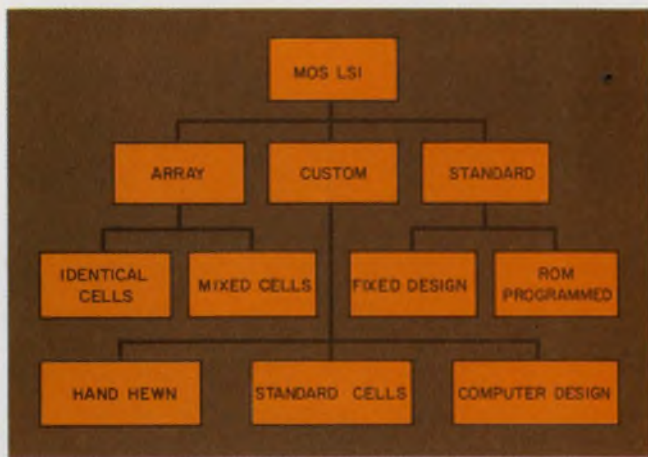 MOS LSI
ARRAY
CUSTOM
STANDARD
IDENTICAL
CELLS
MIXED CELLS
FIXED DESIGN
ROM
PROGRAMMED
HAND HEWN
STANDARD CELLS
COMPUTER DESIGN